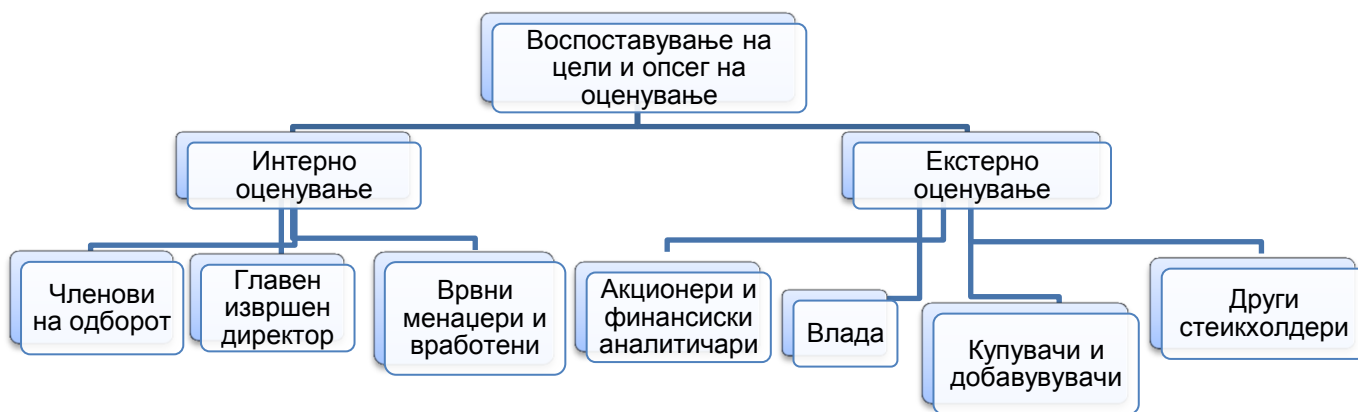 Воспоставување на
цели и опсег на
оценување
Интерно
оценување
Екстерно
оценување
Членови
на одборот
Главен
извршен
директор
Врвни
менаџери и
вработени
Акционери и
финансиски
аналитичари
Влада
Купувачи и
добавувувачи
Други
стеикхолдери